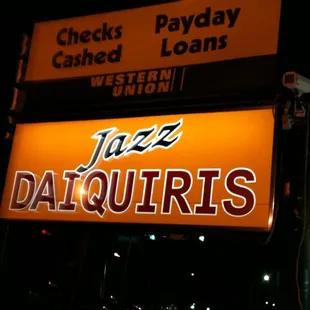 Checks Cashed
Payday Loans
WESTERN UNION
Jazz
DAIQUIRIS